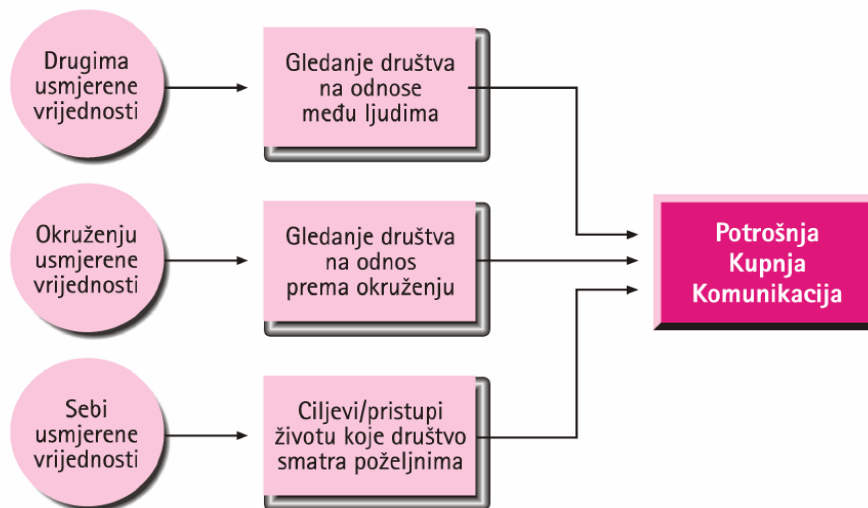 Drugima
usmjerene
vrijednosti
Gledanje društva
na odnose
među ljudima
Okruženju
usmjerene
vrijednosti
Gledanje društva
na odnos
prema okruženju
Potrošnja
Kupnja
Komunikacija
Sebi
usmjerene
vrijednosti
Ciljevi/pristupi
životu koje društvo
smatra poželjnima